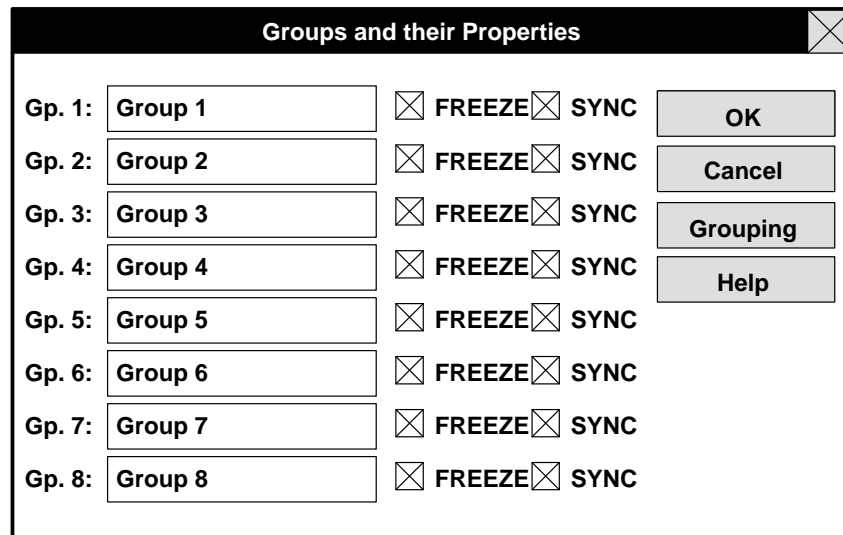 Groups and their Properties
Gp. 1: Group 1 FREEZE SYNC OK
Gp. 2: Group 2 FREEZE SYNC Cancel
Gp. 3: Group 3 FREEZE SYNC Grouping
Gp. 4: Group 4 FREEZE SYNC Help
Gp. 5: Group 5 FREEZE SYNC
Gp. 6: Group 6 FREEZE SYNC
Gp. 7: Group 7 FREEZE SYNC
Gp. 8: Group 8 FREEZE SYNC